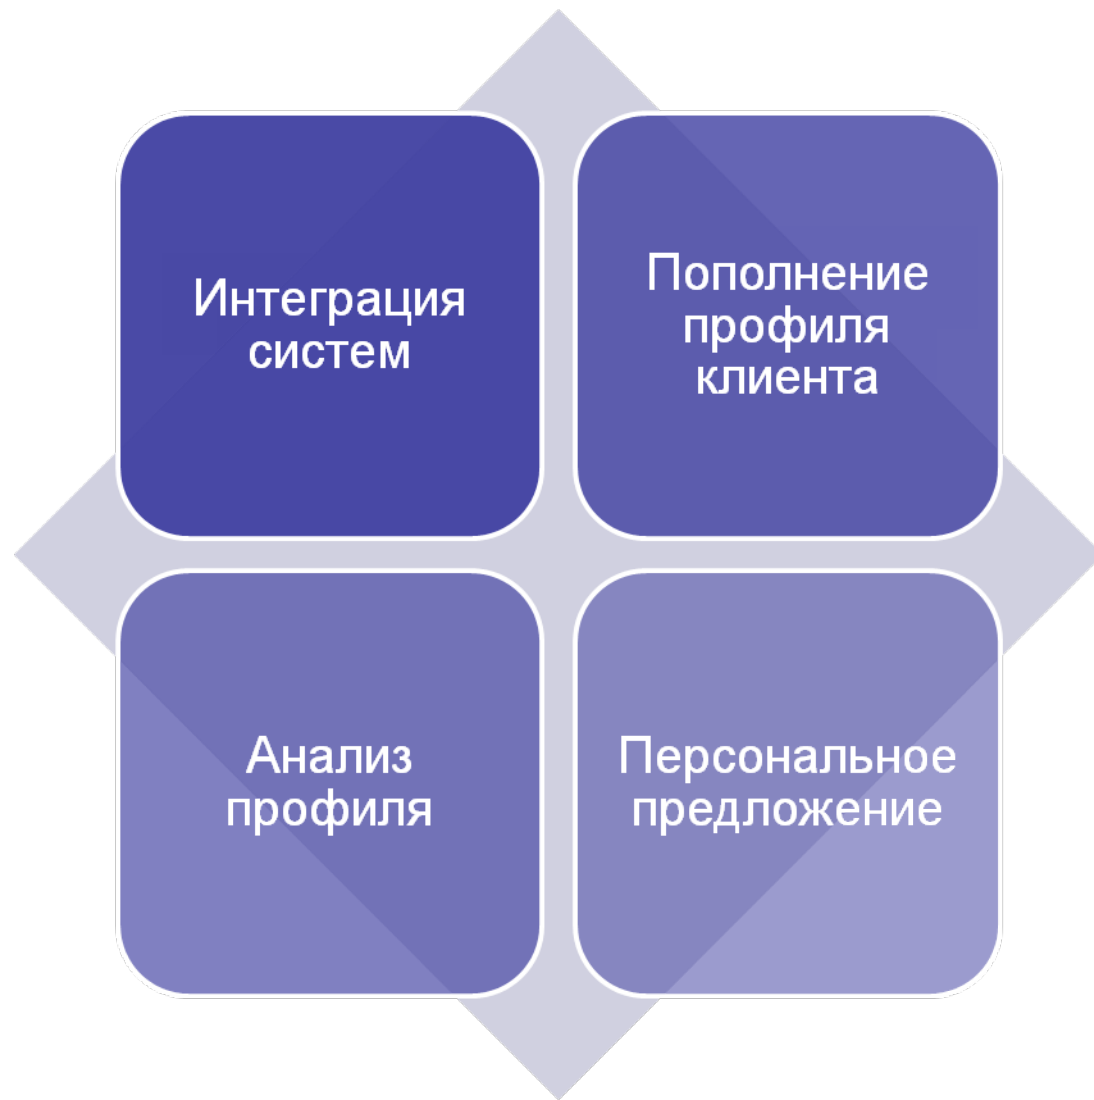 Интеграция
систем
Пополнение
профиля
клиента
Анализ
профиля
Персональное
предложение